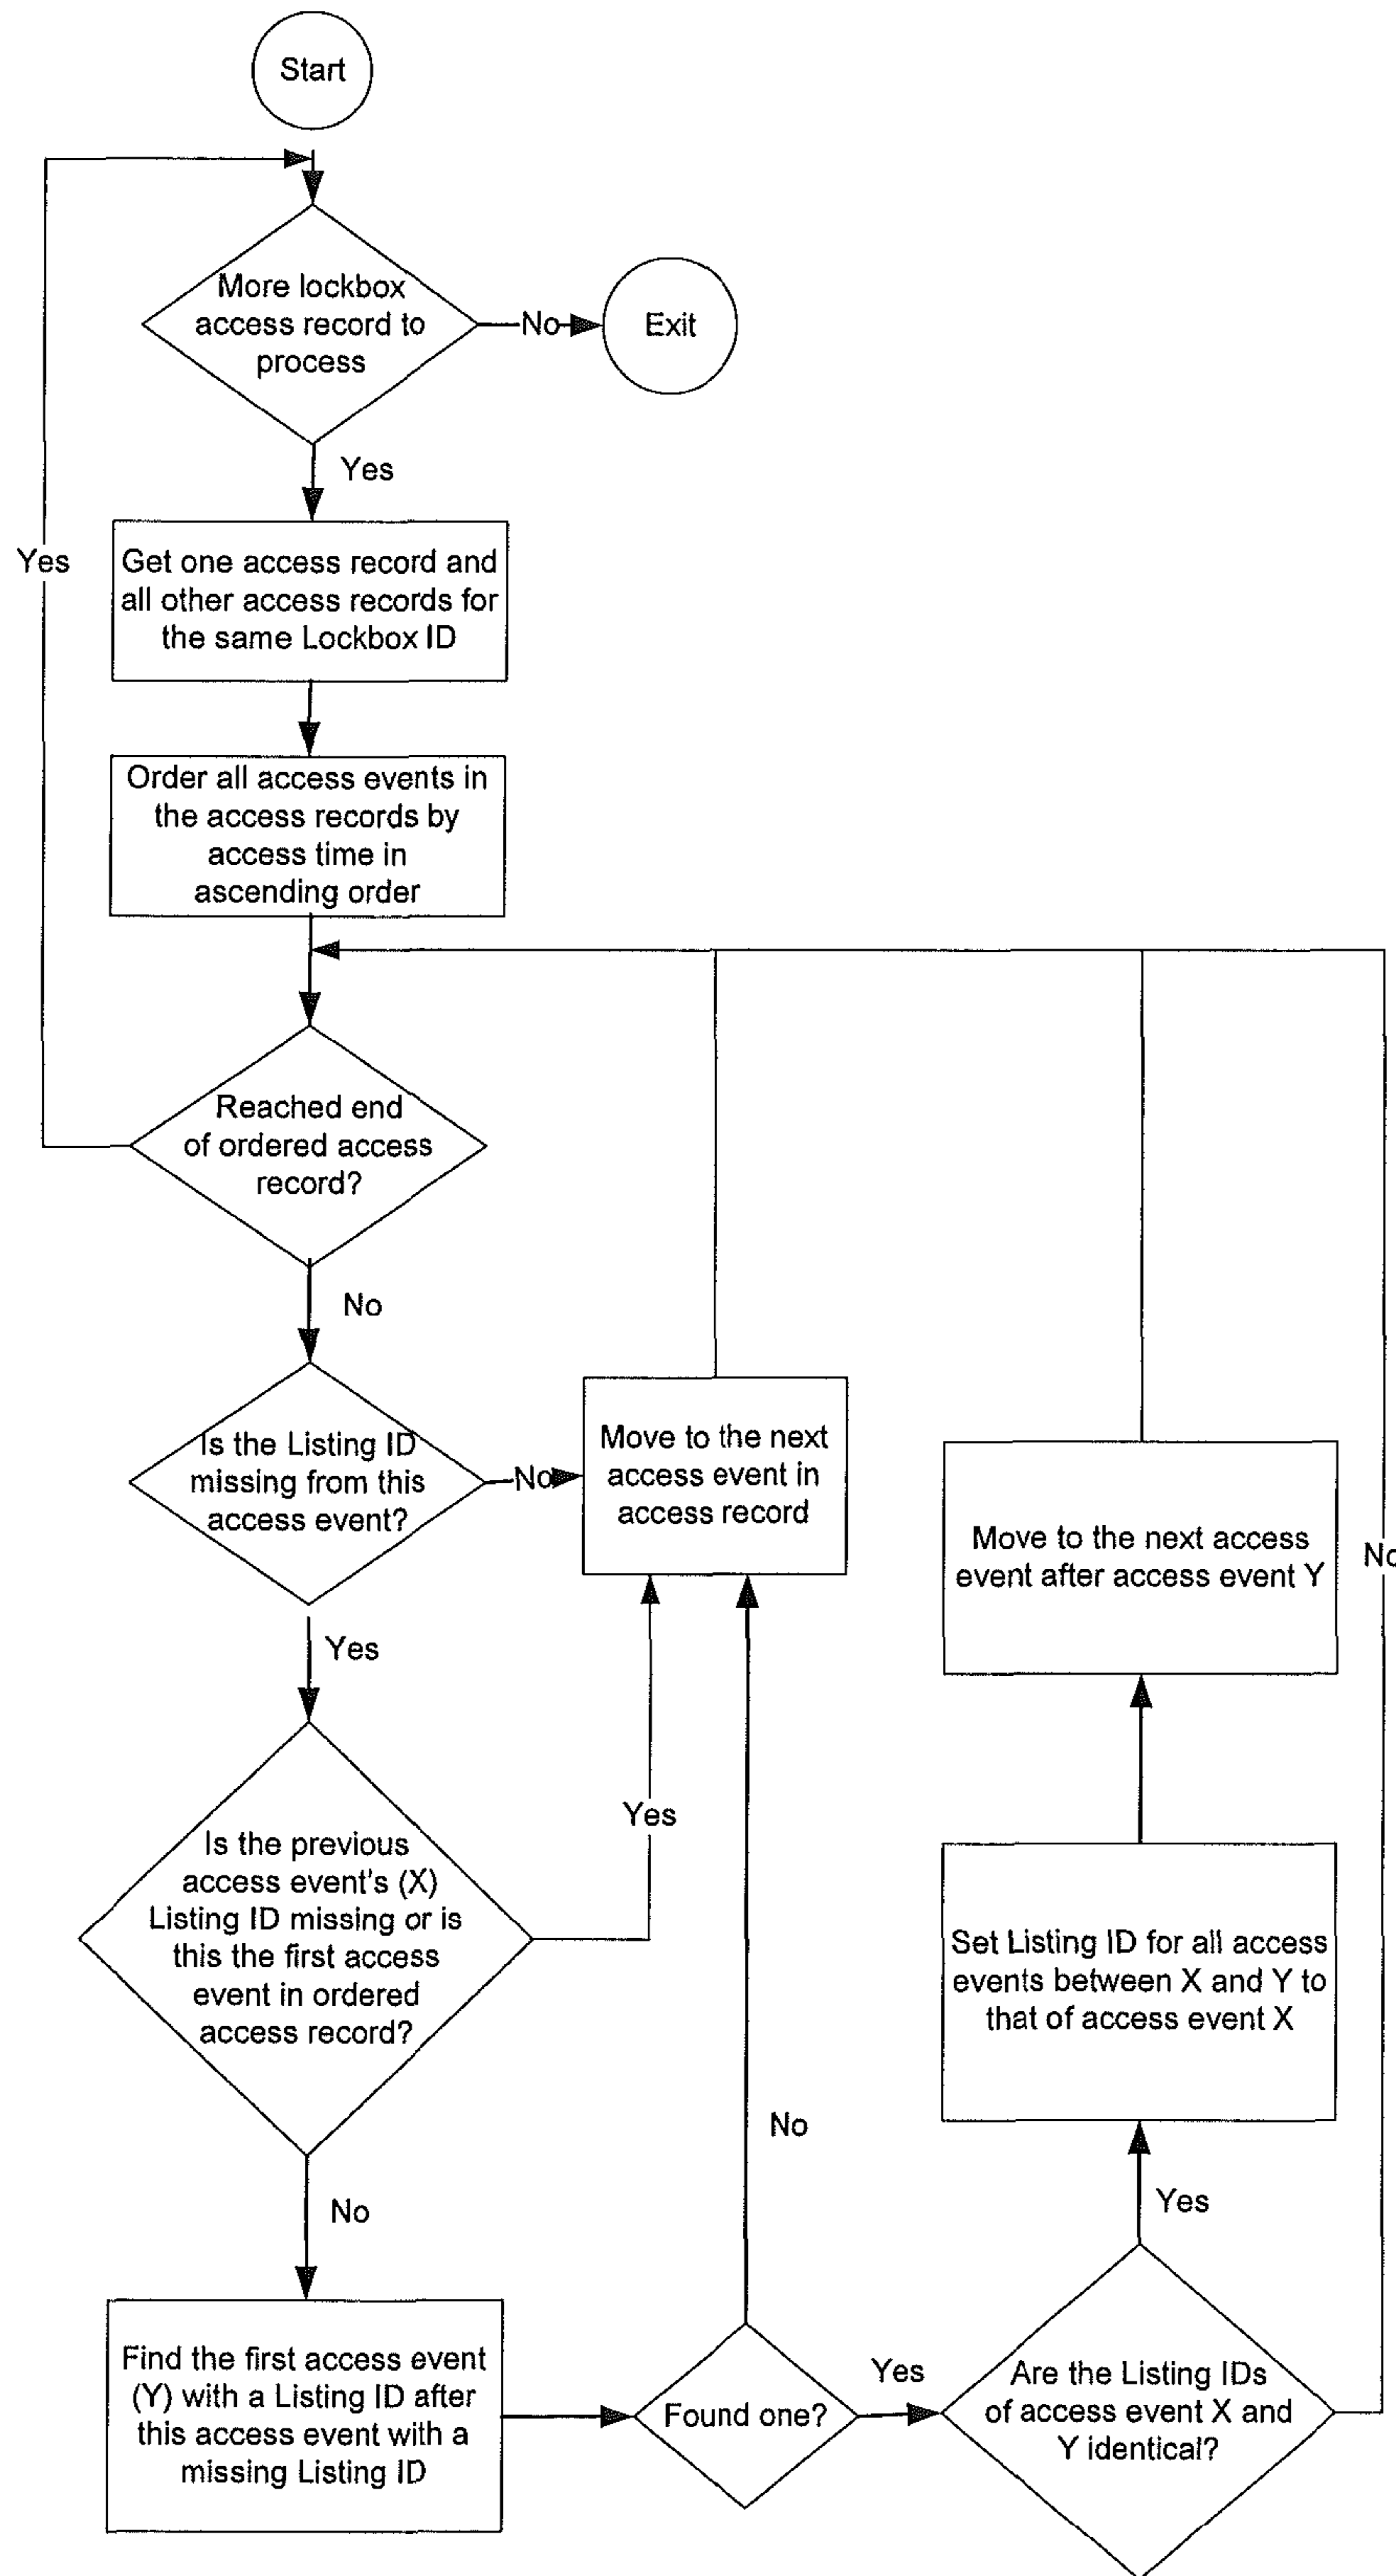 Start
More lockbox
access record to
process
No
Exit
Yes
Get one access record and
all other access records for
the same Lockbox ID
Yes
Order all access events in
the access records by
access time in
ascending order
Reached end
of ordered access
record?
No
Is the Listing ID
missing from this
access event?
No
Move to the next
access event in
access record
Move to the next access
event after access event Y
No
Yes
Is the previous
access event's (X)
Listing ID missing or is
this the first access
event in ordered
access record?
Yes
Set Listing ID for all access
events between X and Y to
that of access event X
No
No
Yes
Find the first access event
(Y) with a Listing ID after
this access event with a
missing Listing ID
Found one?
Yes
Are the Listing IDs
of access event X and
Y identical?